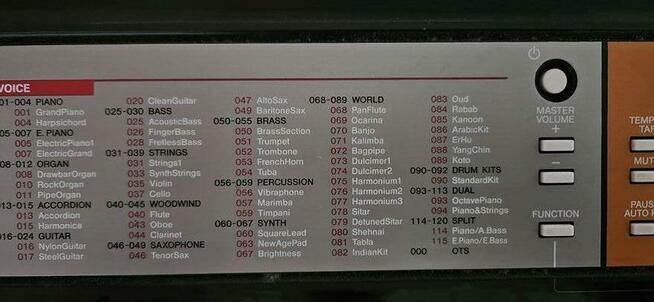 VOICE
01-004 PIANO
001 GrandPiano
004 Harpsichord
05-007 E. PIANO
005 ElectricPiano1
007 ElectricGrand
08-012 ORGAN
008 DrawbarOrgan
010 RockOrgan
011 PipeOrgan
013-015 ACCORDION
013 Accordion
015 Harmonica
016-024 GUITAR
016 NylonGuitar
017 SteelGuitar
020 CleanGuitar
025-030 BASS
025 AcousticBass
026 FingerBass
028 FretlessBass
031-039 STRINGS
031 Strings1
033 SynthStrings
035 Violin
037 Cello
040-045 WOODWIND
040 Flute
043 Oboe
044 Clarinet
046-049 SAXOPHONE
046 TenorSax
047 AltoSax
049 BaritoneSax
050-055 BRASS
050 BrassSection
051 Trumpet
052 Trombone
053 FrenchHorn
054 Tuba
056-059 PERCUSSION
056 Vibraphone
057 Marimba
059 Timpani
060-067 SYNTH
060 SquareLead
063 NewAgePad
067 Brightness
068-089 WORLD
068 PanFlute
069 Ocarina
070 Banjo
071 Kalimba
072 Bagpipe
073 Dulcimer1
074 Dulcimer2
075 Harmonium1
076 Harmonium2
077 Harmonium3
078 Sitar
079 DetunedSitar
080 Shehnai
081 Tabla
082 IndianKit
083 Oud
084 Rabab
085 Kanoon
086 ArabicKit
087 ErHu
088 YangChin
089 Koto
090-092 DRUM KITS
090 StandardKit
093-113 DUAL
093 OctavePiano
094 Piano&Strings
114-120 SPLIT
114 Piano/A.Bass
115 E.Piano/E.Bass
000 OTS
MASTER
VOLUME
+
−
FUNCTION
TEMP
TAP
MUT
PAUS
AUTO F